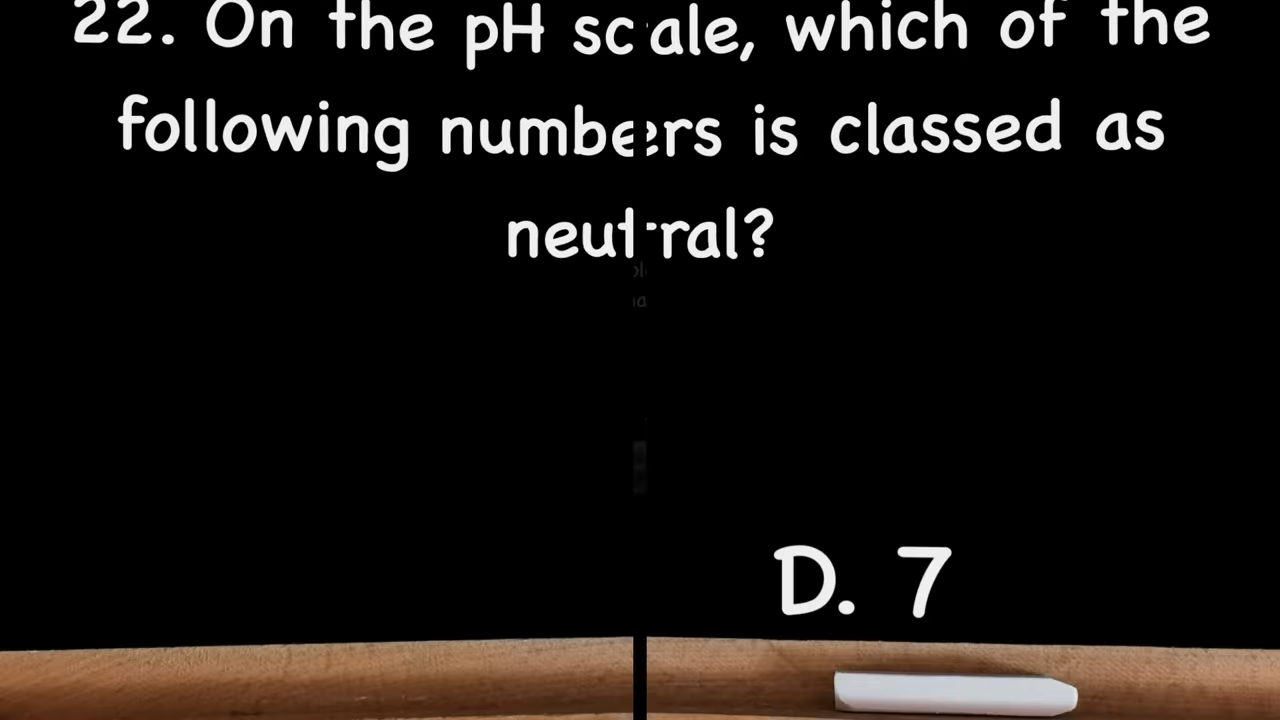 22. On the pH scale, which of the
following numbers is classed as
neutral?
D. 7